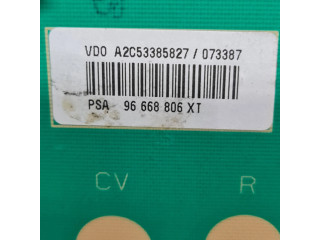 VDO A2C53385827 / 073387
PSA 96 668 806 XT
CV R